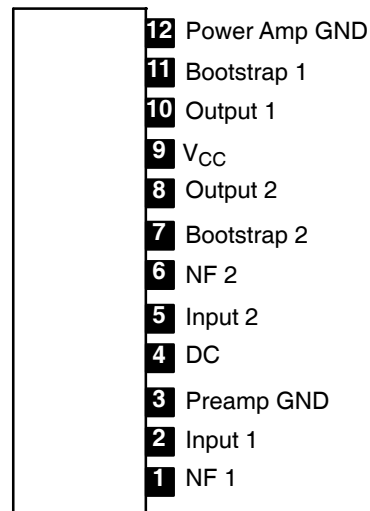 12 Power Amp GND
11 Bootstrap 1
10 Output 1
9 VCC
8 Output 2
7 Bootstrap 2
6 NF 2
5 Input 2
4 DC
3 Preamp GND
2 Input 1
1 NF 1